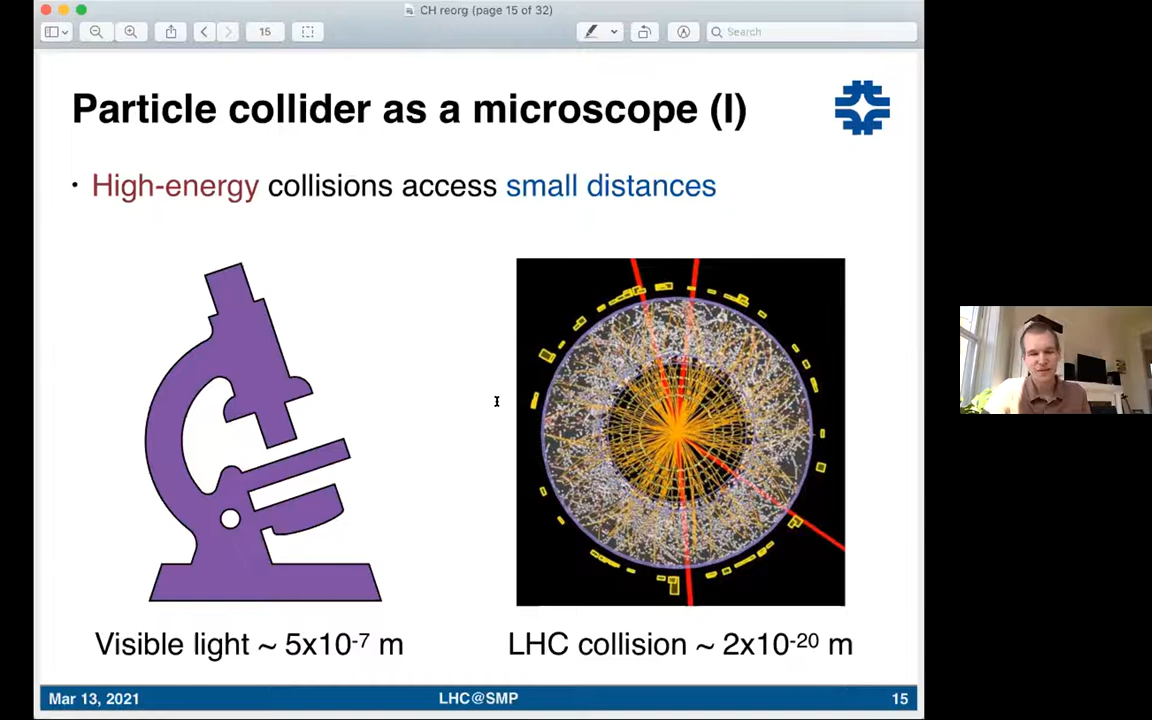 CH reorg (page 15 of 32)
15
Search
Particle collider as a microscope (I)
• High-energy collisions access small distances
Visible light ~ 5x10⁻⁷ m
LHC collision ~ 2x10⁻²⁰ m
Mar 13, 2021
LHC@SMP
15